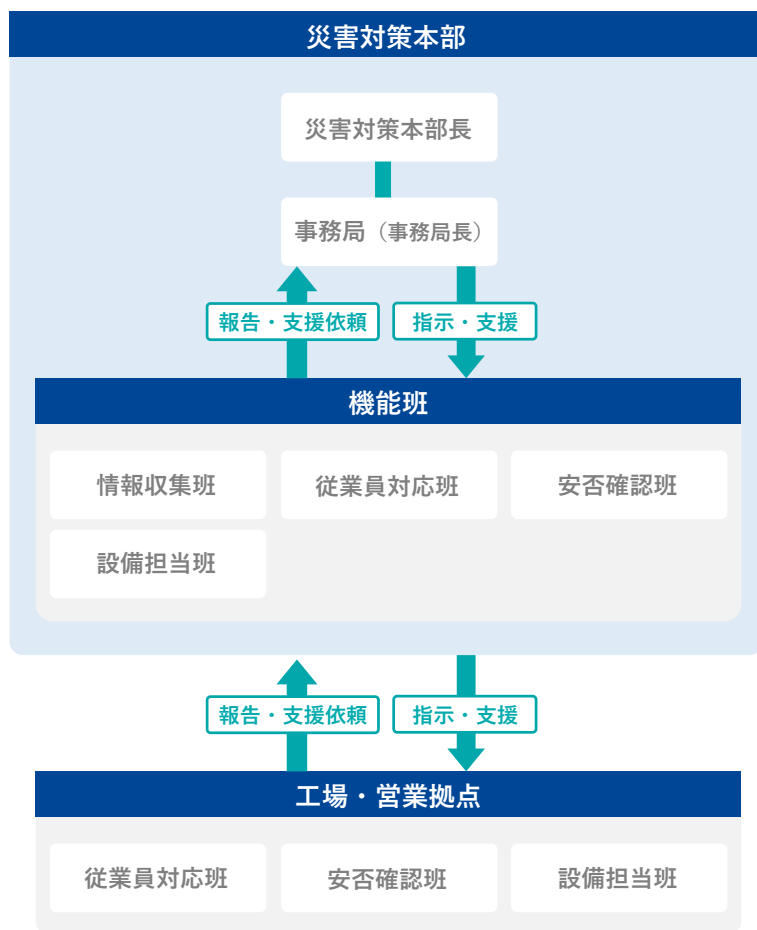 災害対策本部
災害対策本部長
事務局（事務局長）
報告・支援依頼
指示・支援
機能班
情報収集班
従業員対応班
安否確認班
設備担当班
報告・支援依頼
指示・支援
工場・営業拠点
従業員対応班
安否確認班
設備担当班